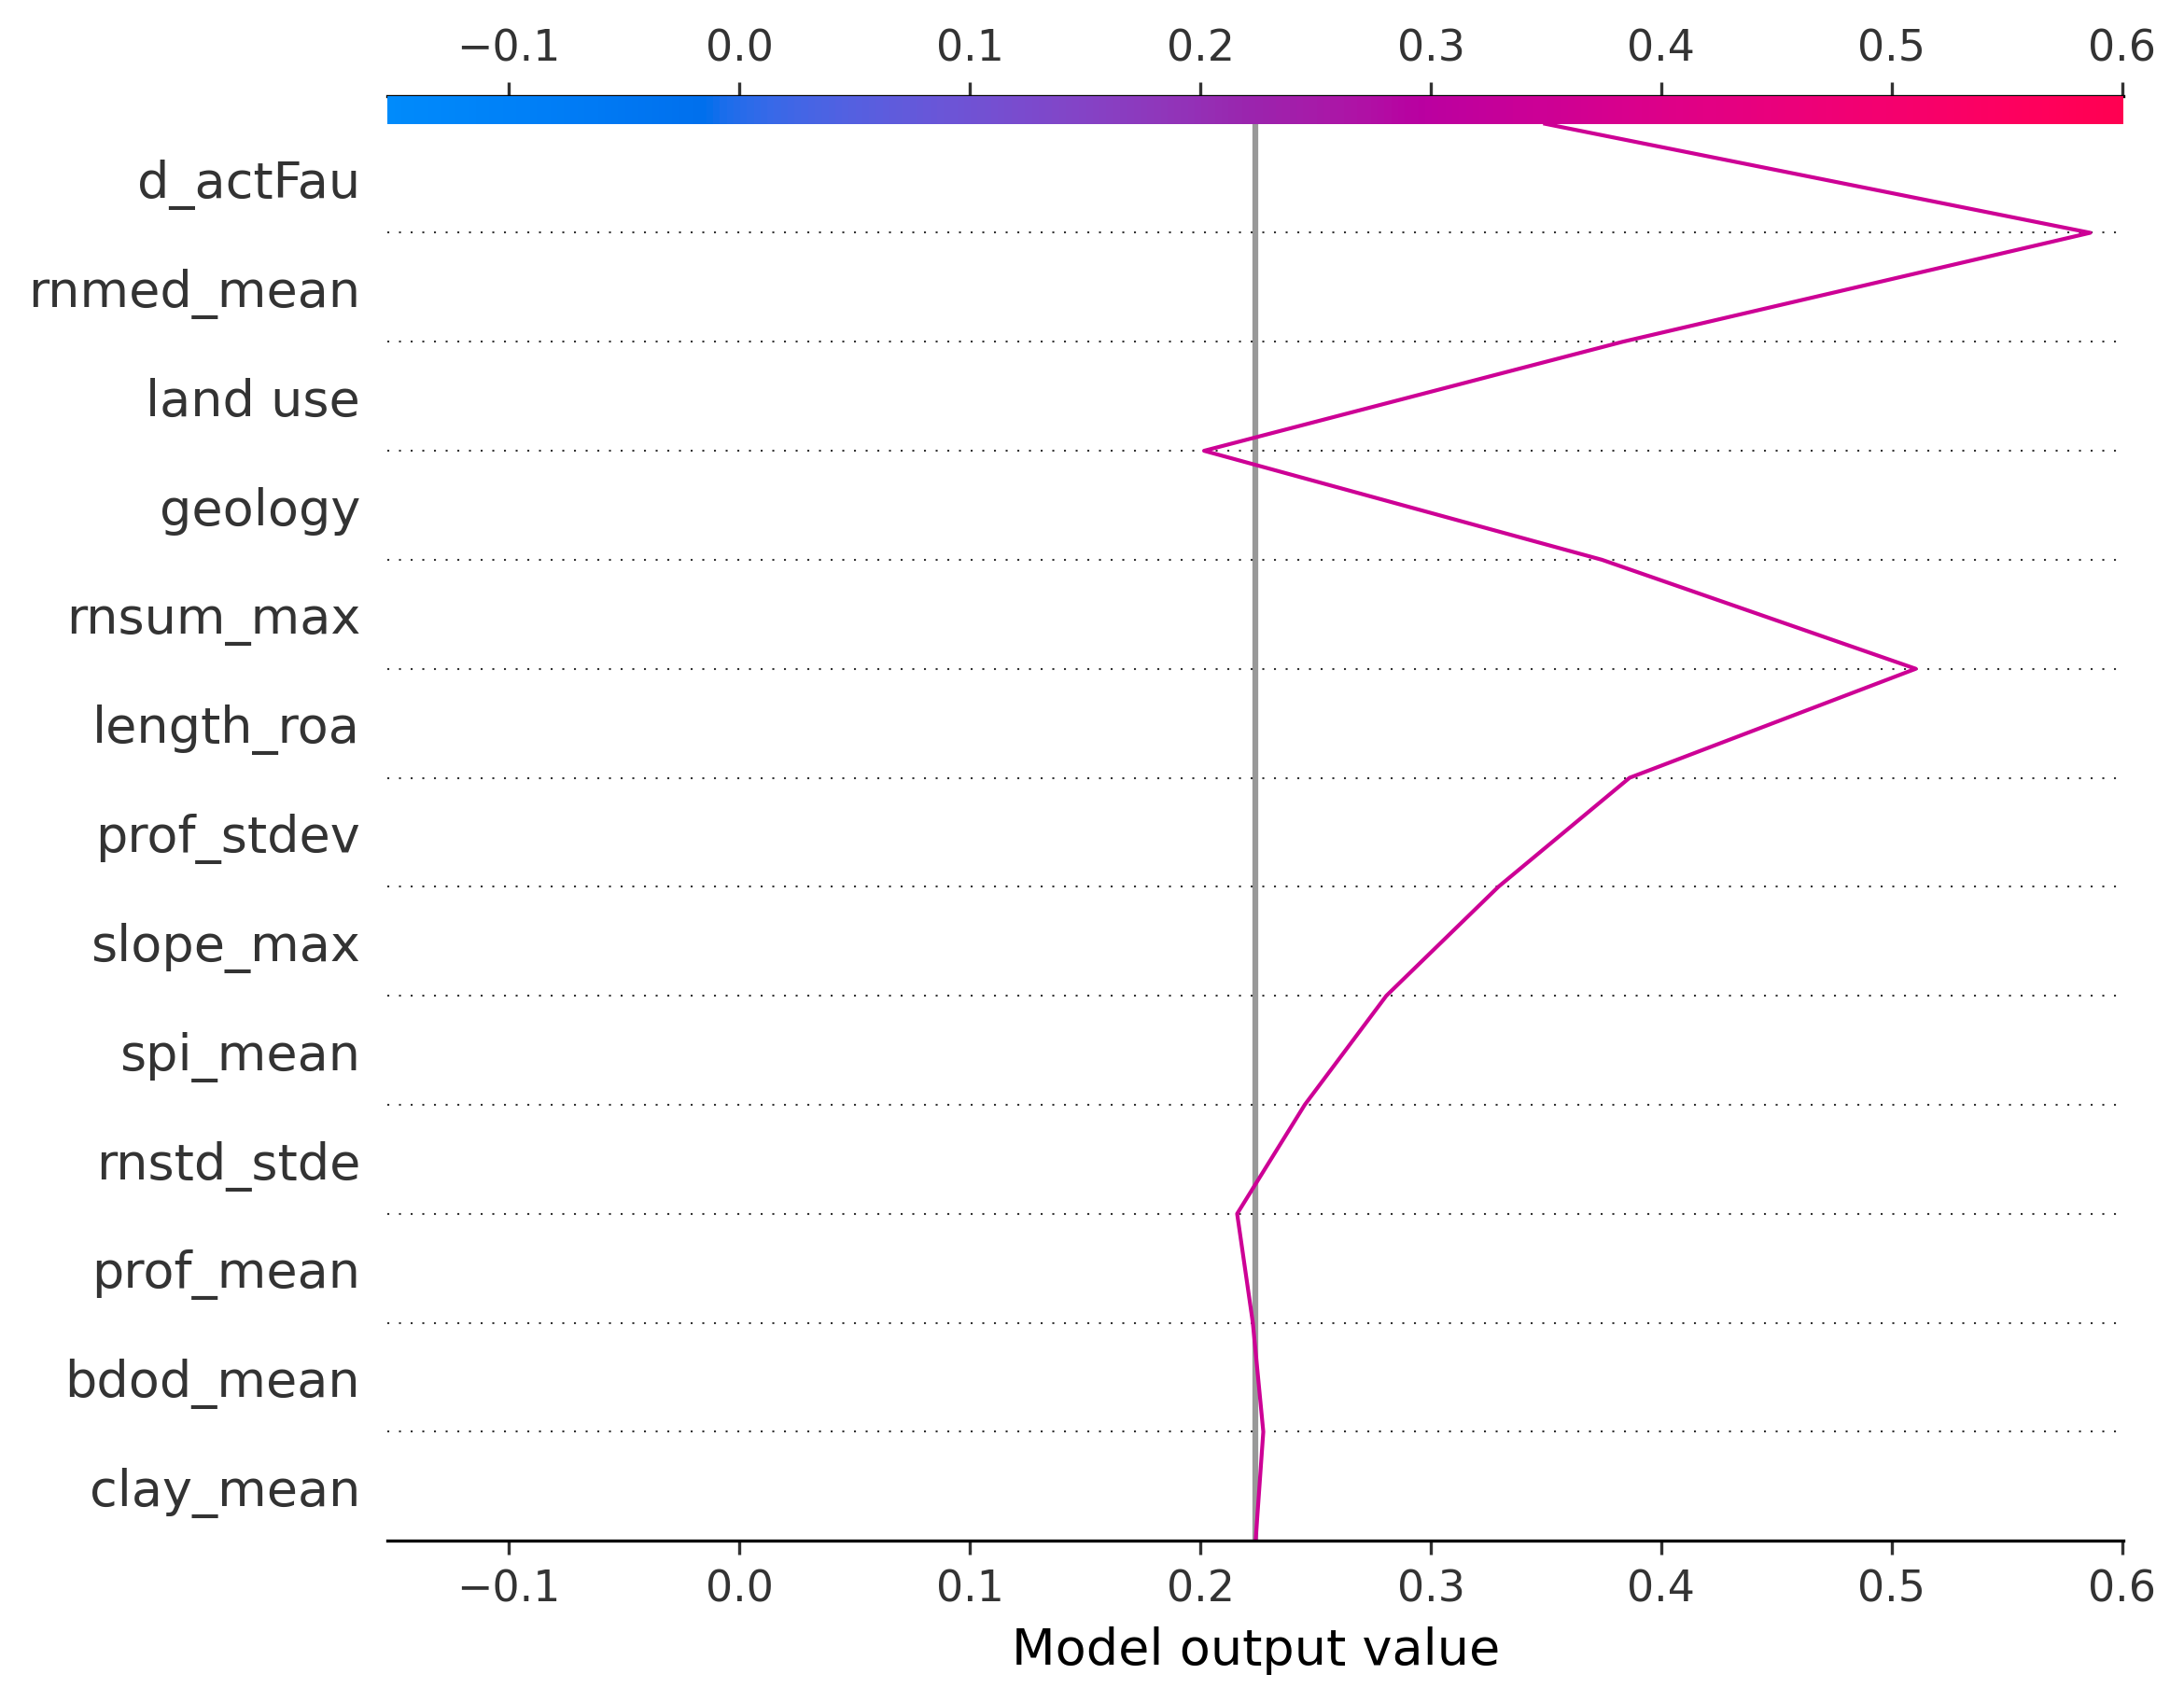 −0.1 0.0 0.1 0.2 0.3 0.4 0.5 0.6
d_actFau
rnmed_mean
land use
geology
rnsum_max
length_roa
prof_stdev
slope_max
spi_mean
rnstd_stde
prof_mean
bdod_mean
clay_mean
−0.1 0.0 0.1 0.2 0.3 0.4 0.5 0.6
Model output value